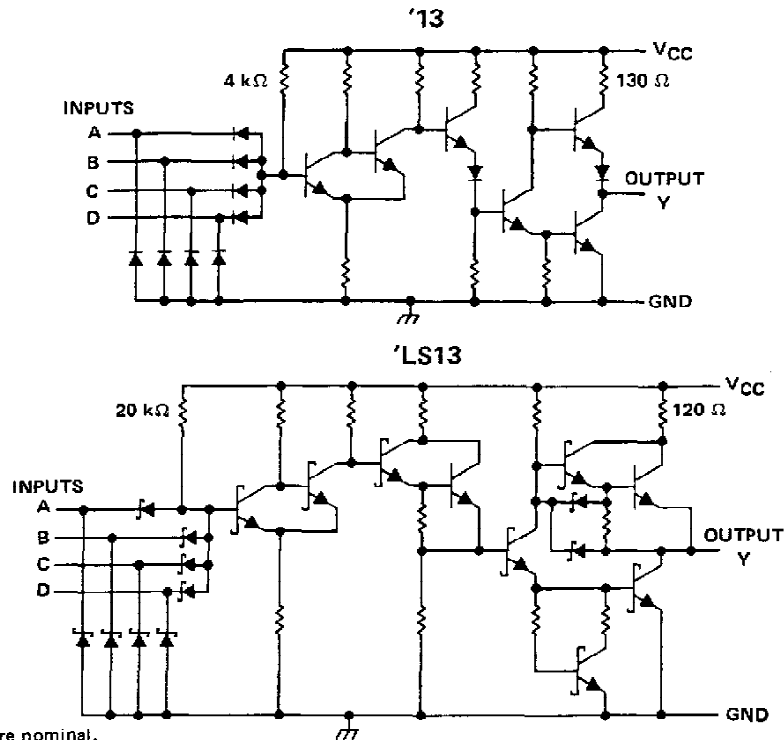 '13
VCC
4 kΩ
130 Ω
INPUTS
A
B
C
D
OUTPUT
Y
GND
'LS13
VCC
20 kΩ
120 Ω
INPUTS
A
B
C
D
OUTPUT
Y
GND
re nominal.